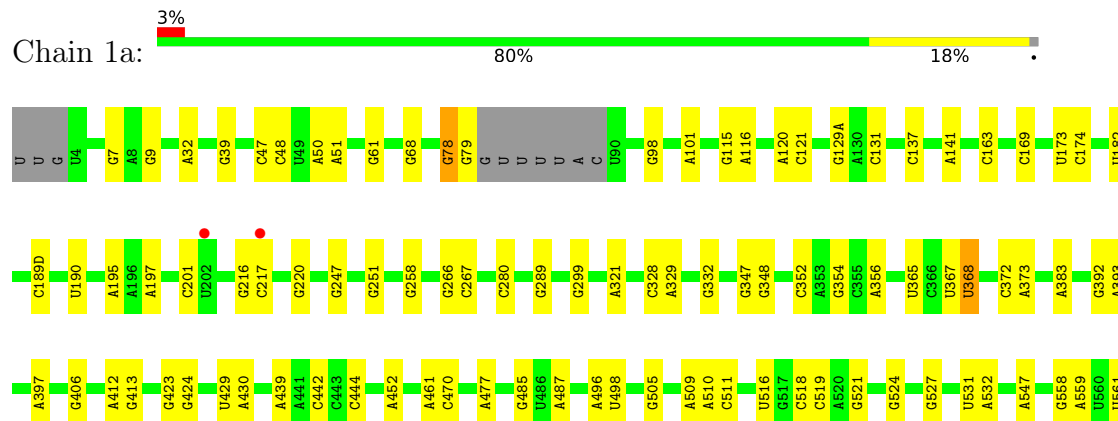 3%
Chain 1a:
80% 18% •
U U G U4 G7 A8 G9 A32 G39 C47 C48 U49 A50 A51 G61 G68 G78 G79 G U U U U A C U90 G98 A101 G115 A116 A120 C121 G129A A130 C131 C137 A141 C163 C169 U173 C174 U182
C189D U190 A195 A196 A197 C201 U202 G216 C217 G220 G247 G251 G258 G266 C267 C280 G289 G299 A321 C328 A329 G332 G347 G348 C352 A353 G354 C355 A356 U365 C366 U367 U368 C372 A373 A383 G392 A393
A397 G406 A412 G413 G423 G424 U429 A430 A439 A441 C442 C443 C444 A452 A461 C470 A477 G485 U486 A487 A496 U498 G505 A509 A510 C511 U516 G517 C518 C519 A520 G521 G524 G527 U531 A532 A547 G558 A559 U560 U561